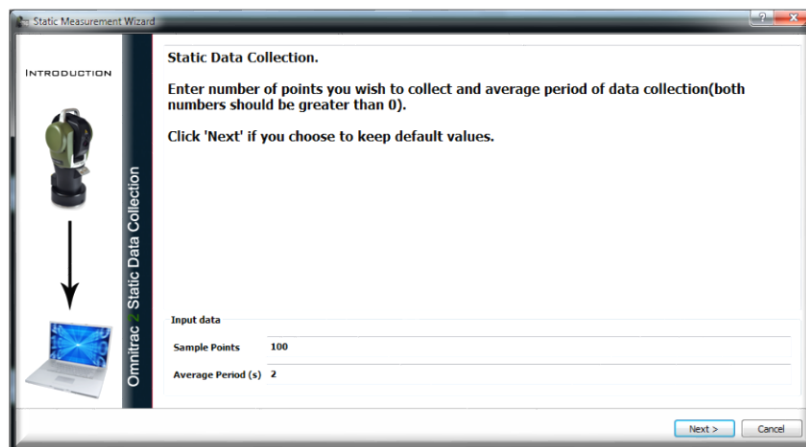 Static Measurement Wizard
INTRODUCTION
Omnitrac 2 Static Data Collection
Static Data Collection.
Enter number of points you wish to collect and average period of data collection(both
numbers should be greater than 0).
Click 'Next' if you choose to keep default values.
Input data
Sample Points 100
Average Period (s) 2
Next >
Cancel